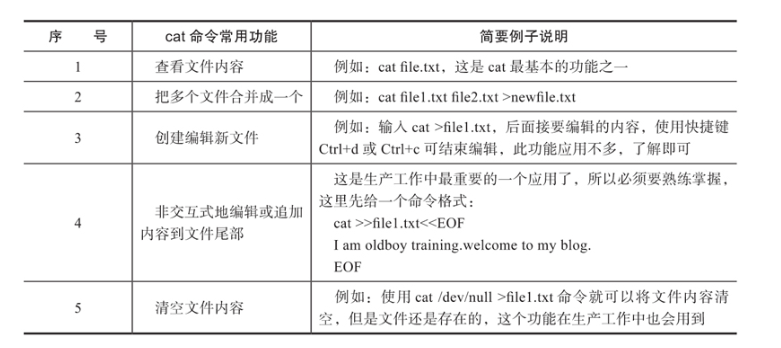 序 号 cat 命令常用功能 简要例子说明
1 查看文件内容 例如：cat file.txt，这是 cat 最基本的功能之一
2 把多个文件合并成一个 例如：cat file1.txt file2.txt >newfile.txt
3 创建编辑新文件 例如：输入 cat >file1.txt，后面接要编辑的内容，使用快捷键
Ctrl+d 或 Ctrl+c 可结束编辑，此功能应用不多，了解即可
4 非交互式地编辑或追加
内容到文件尾部
这是生产工作中最重要的一个应用了，所以必须要熟练掌握，
这里先给一个命令格式：
cat >>file1.txt<<EOF
I am oldboy training.welcome to my blog.
EOF
5 清空文件内容 例如：使用 cat /dev/null >file1.txt 命令就可以将文件内容清
空，但是文件还是存在的，这个功能在生产工作中也会用到